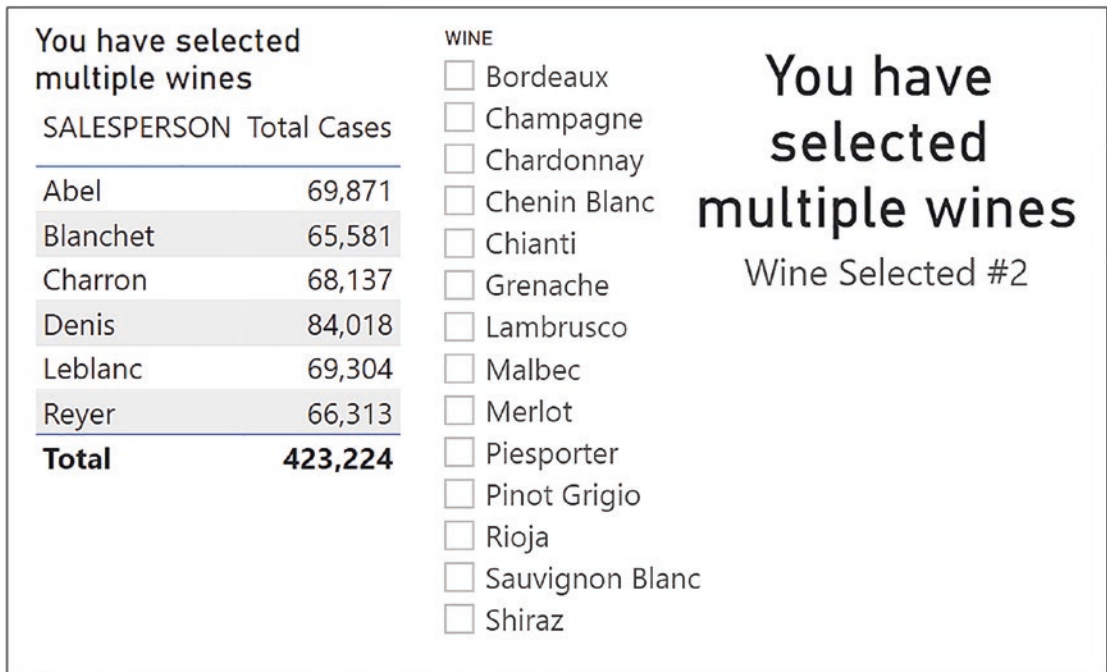 You have selected
multiple wines
SALESPERSON Total Cases
Abel 69,871
Blanchet 65,581
Charron 68,137
Denis 84,018
Leblanc 69,304
Reyer 66,313
Total 423,224
WINE
Bordeaux
Champagne
Chardonnay
Chenin Blanc
Chianti
Grenache
Lambrusco
Malbec
Merlot
Piesporter
Pinot Grigio
Rioja
Sauvignon Blanc
Shiraz
You have
selected
multiple wines
Wine Selected #2